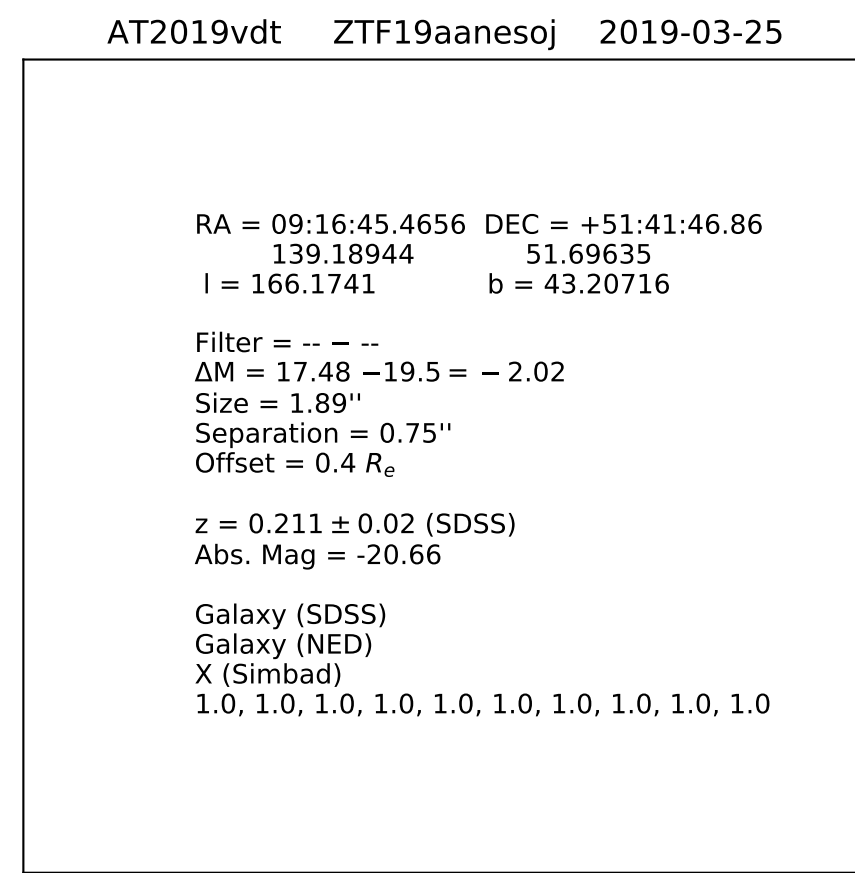 AT2019vdt ZTF19aanesoj 2019-03-25
RA = 09:16:45.4656 DEC = +51:41:46.86
139.18944 51.69635
l = 166.1741 b = 43.20716
Filter = -- − --
ΔM = 17.48 −19.5 = − 2.02
Size = 1.89''
Separation = 0.75''
Offset = 0.4 Rₑ
z = 0.211 ± 0.02 (SDSS)
Abs. Mag = -20.66
Galaxy (SDSS)
Galaxy (NED)
X (Simbad)
1.0, 1.0, 1.0, 1.0, 1.0, 1.0, 1.0, 1.0, 1.0, 1.0